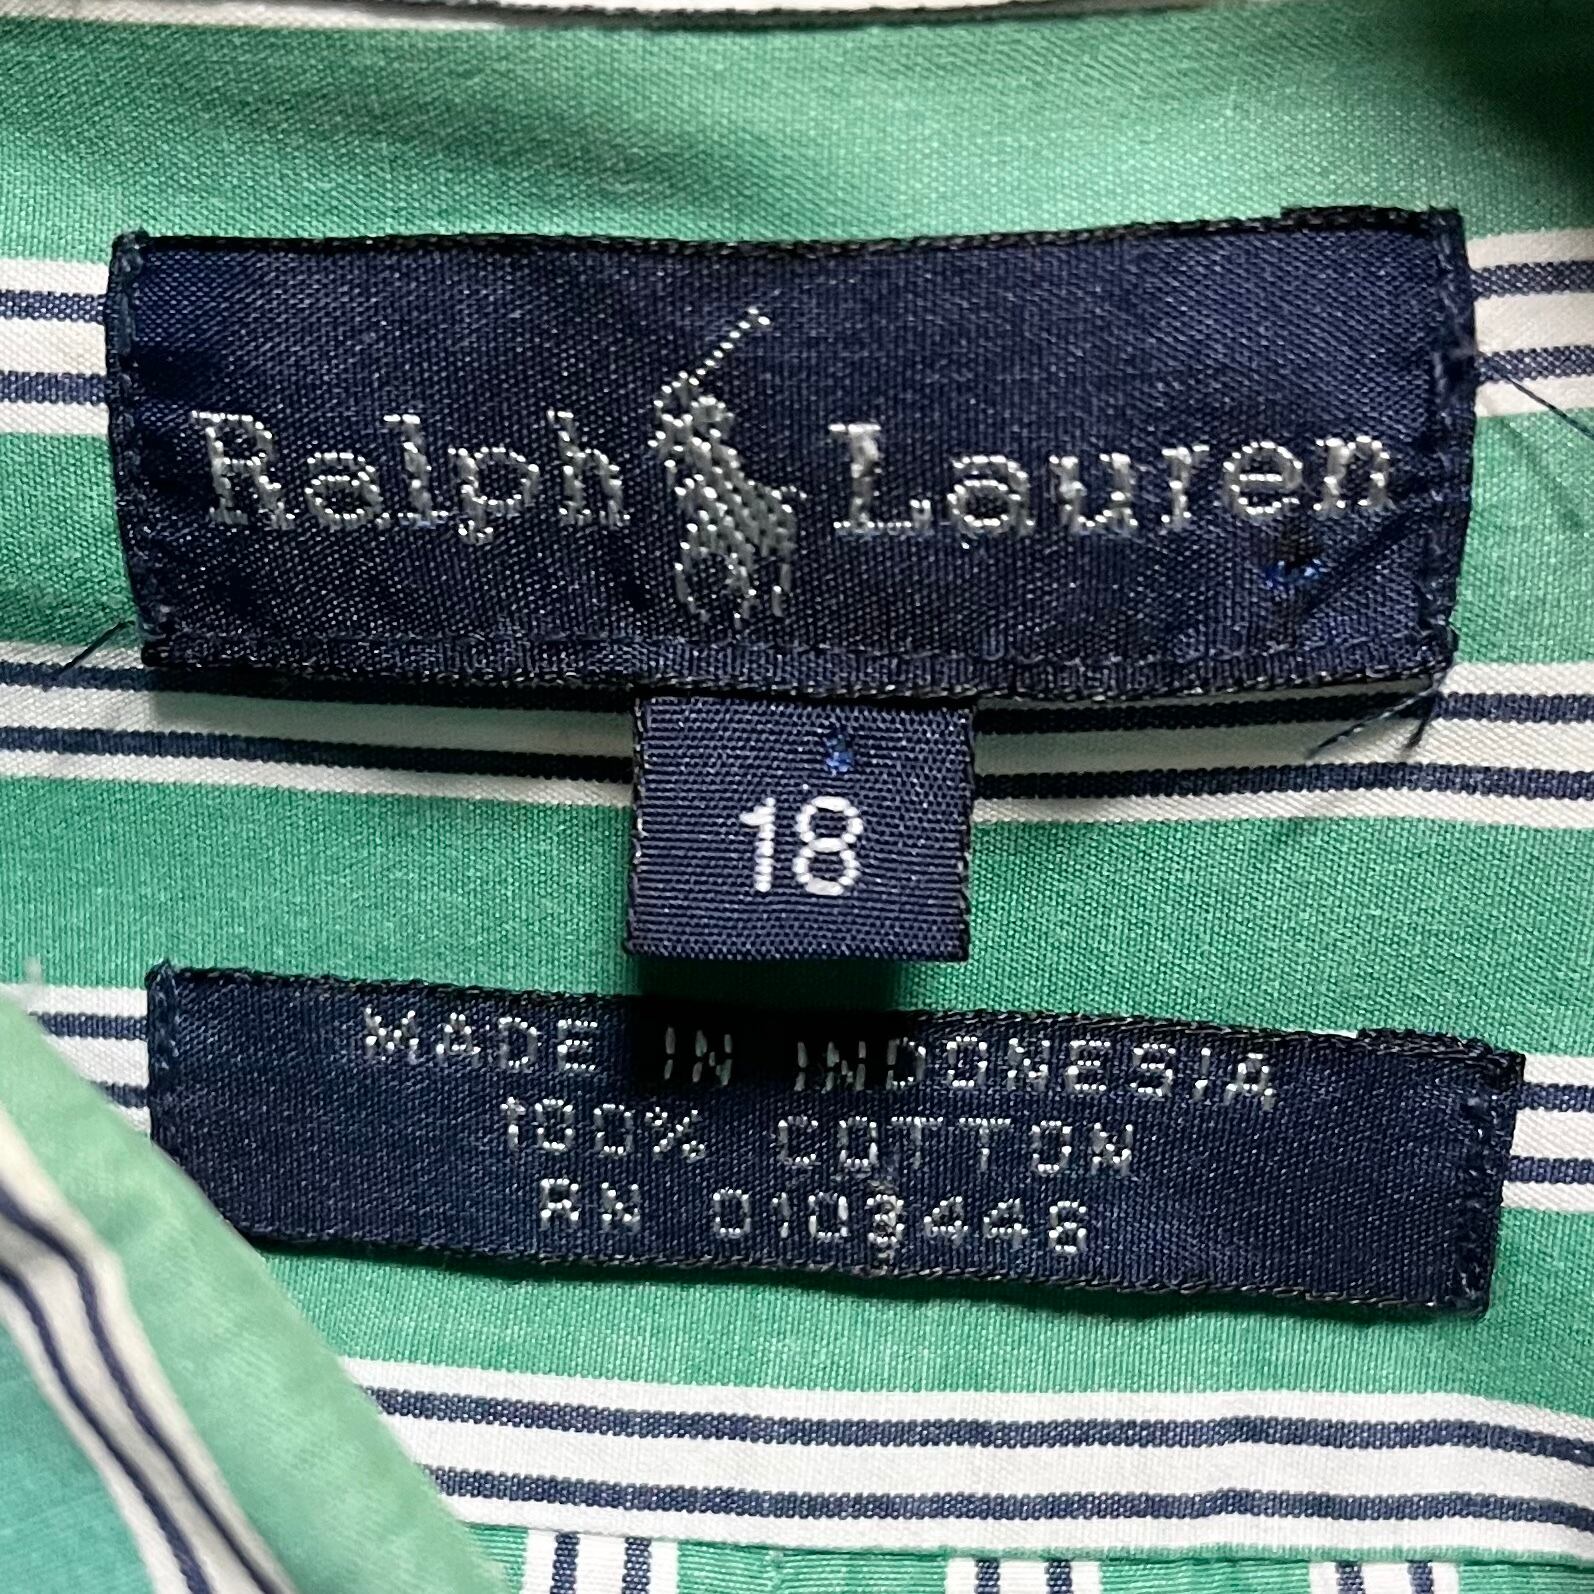 Ralph Lauren
18
MADE IN INDONESIA
100% COTTON
RN 0103446